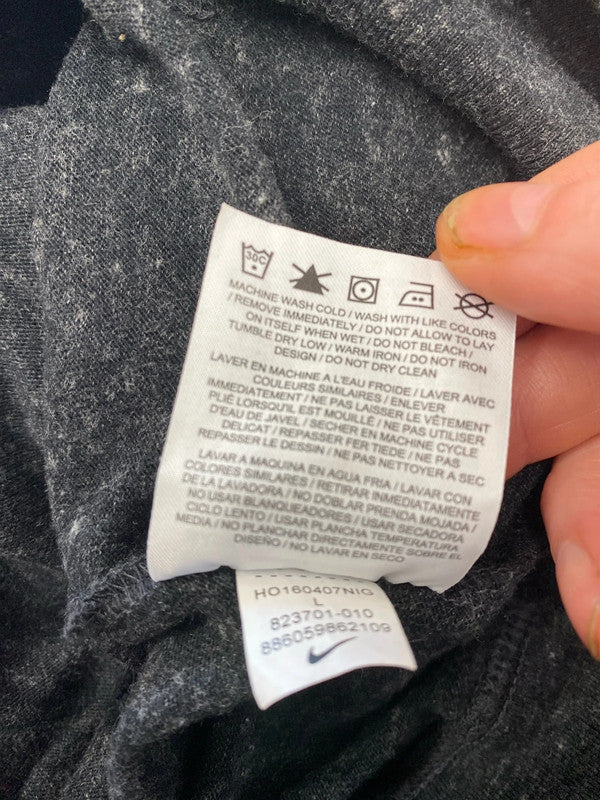 30C
MACHINE WASH COLD / WASH WITH LIKE COLORS
/ REMOVE IMMEDIATELY / DO NOT ALLOW TO LAY
ON ITSELF WHEN WET / DO NOT BLEACH /
TUMBLE DRY LOW / WARM IRON / DO NOT IRON
DESIGN / DO NOT DRY CLEAN
LAVER EN MACHINE A L'EAU FROIDE / LAVER AVEC
COULEURS SIMILAIRES / ENLEVER
IMMEDIATEMENT / NE PAS LAISSER LE VÊTEMENT
PLIÉ LORSQU'IL EST MOUILLÉ / NE PAS UTILISER
D'EAU DE JAVEL / SECHER EN MACHINE CYCLE
DELICAT / REPASSER FER TIEDE / NE PAS
REPASSER LE DESSIN / NE PAS NETTOYER A SEC
LAVAR A MAQUINA EN AGUA FRIA / LAVAR CON
COLORES SIMILARES / RETIRAR INMEDIATAMENTE
DE LA LAVADORA / NO DOBLAR PRENDA MOJADA /
NO USAR BLANQUEADORES / USAR SECADORA
CICLO LENTO / USAR PLANCHA TEMPERATURA
MEDIA / NO PLANCHAR DIRECTAMENTE SOBRE EL
DISEÑO / NO LAVAR EN SECO
HO160407NIG
L
823701-010
886059862109